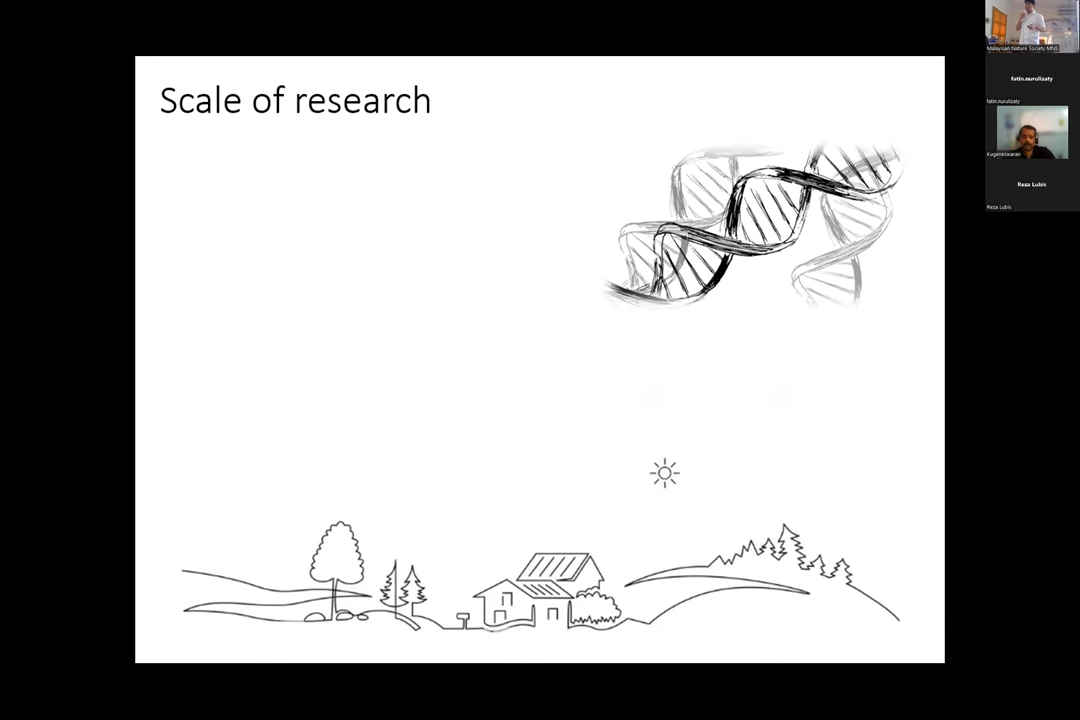 Scale of research
Malaysian Nature Society MNS
fatin.nurulizaty
fatin.nurulizaty
Kugeneswaran
Reza Lubis
Reza Lubis